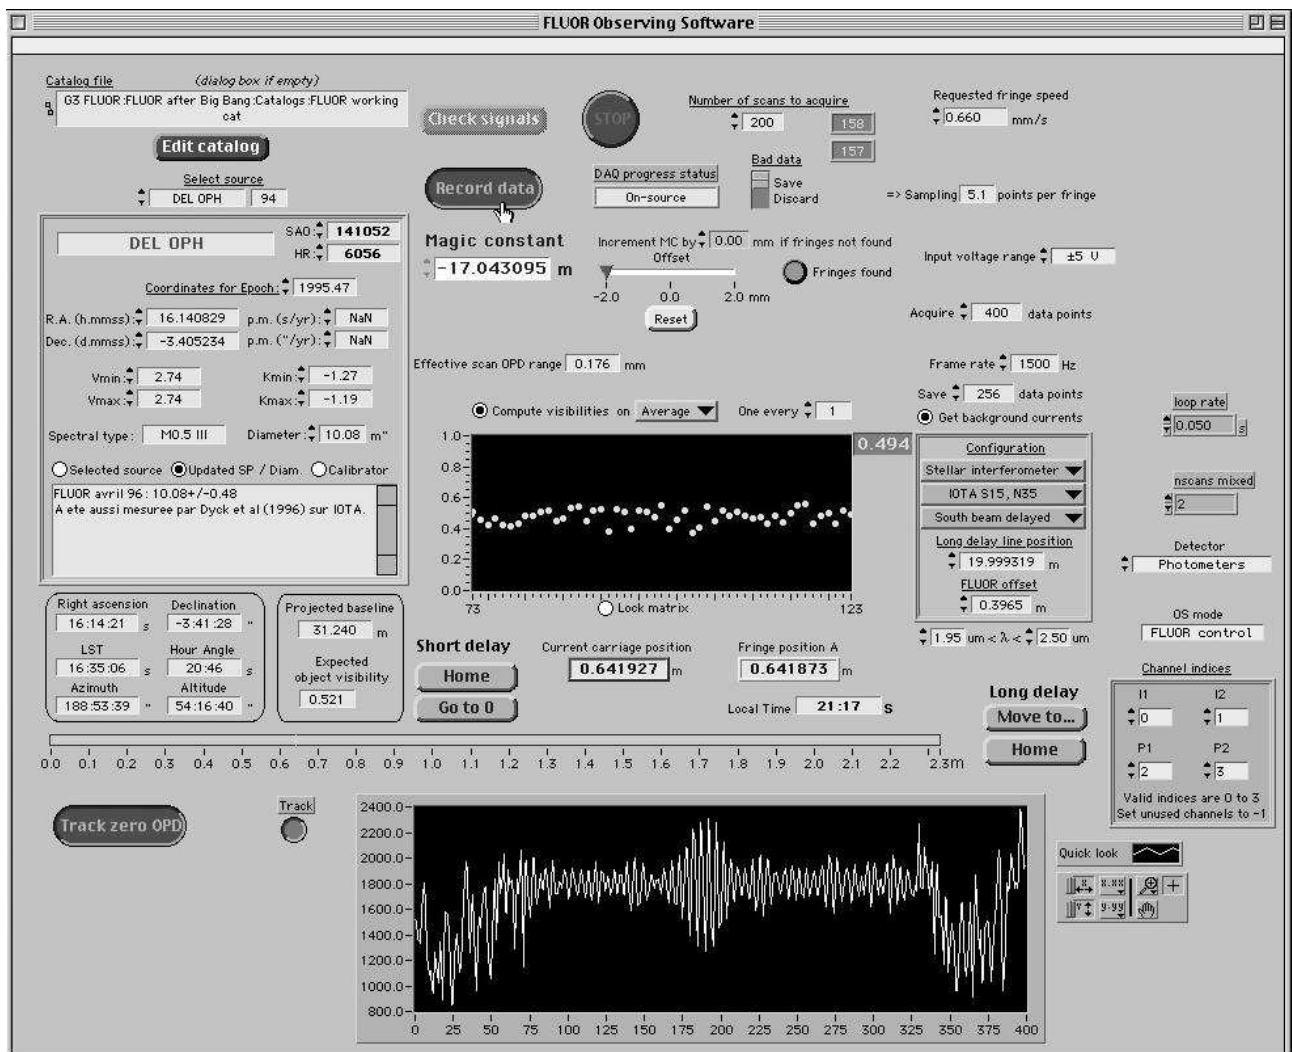 FLUOR Observing Software
Catalog file (dialog box if empty)
G3 FLUOR:FLUOR after Big Bang:Catalogs:FLUOR working
cat
Edit catalog
Select source
DEL OPH 94
DEL OPH
SAO: 141052
HR: 6056
Coordinates for Epoch: 1995.47
R.A. (h.mmss): 16.140829 p.m. (s/yr): NaN
Dec. (d.mmss): -3.405234 p.m. ("/yr): NaN
Vmin: 2.74 Kmin: -1.27
Vmax: 2.74 Kmax: -1.19
Spectral type: M0.5 III Diameter: 10.08 m"
Selected source Updated SP / Diam. Calibrator
FLUOR avril 96 : 10.08+/-0.48
A ete aussi mesuree par Dyck et al (1996) sur IOTA.
Right ascension Declination
16:14:21 s -3:41:28 "
LST Hour Angle
16:35:06 s 20:46 s
Azimuth Altitude
188:53:39 " 54:16:40 "
Projected baseline
31.240 m
Expected
object visibility
0.521
Check signals
STOP
Number of scans to acquire
200 158
157
Requested fringe speed
0.660 mm/s
Record data
DAQ progress status
On-source
Bad data
Save
Discard
=> Sampling 5.1 points per fringe
Magic constant
-17.043095 m
Increment MC by 0.00 mm if fringes not found
Offset
-2.0 0.0 2.0 mm
Reset
Fringes found
Input voltage range ±5 V
Acquire 400 data points
Effective scan OPD range 0.176 mm
Frame rate 1500 Hz
Save 256 data points
Compute visibilities on Average One every 1
Get background currents
0.494
1.0
0.8
0.6
0.4
0.2
0.0
73 123
Lock matrix
Configuration
Stellar interferometer
IOTA S15, N35
South beam delayed
Long delay line position
19.999319 m
FLUOR offset
0.3965 m
1.95 um < λ < 2.50 um
loop rate
0.050 s
nscans mixed
2
Detector
Photometers
OS mode
FLUOR control
Channel indices
I1 I2
0 1
P1 P2
2 3
Valid indices are 0 to 3
Set unused channels to -1
Short delay
Home
Go to 0
Current carriage position
0.641927 m
Fringe position A
0.641873 m
Local Time 21:17 s
Long delay
Move to...
Home
0.0 0.1 0.2 0.3 0.4 0.5 0.6 0.7 0.8 0.9 1.0 1.1 1.2 1.3 1.4 1.5 1.6 1.7 1.8 1.9 2.0 2.1 2.2 2.3m
Track zero OPD
Track
2400.0
2200.0
2000.0
1800.0
1600.0
1400.0
1200.0
1000.0
800.0
0 25 50 75 100 125 150 175 200 225 250 275 300 325 350 375 400
Quick look
X X.XX
Y Y.YY